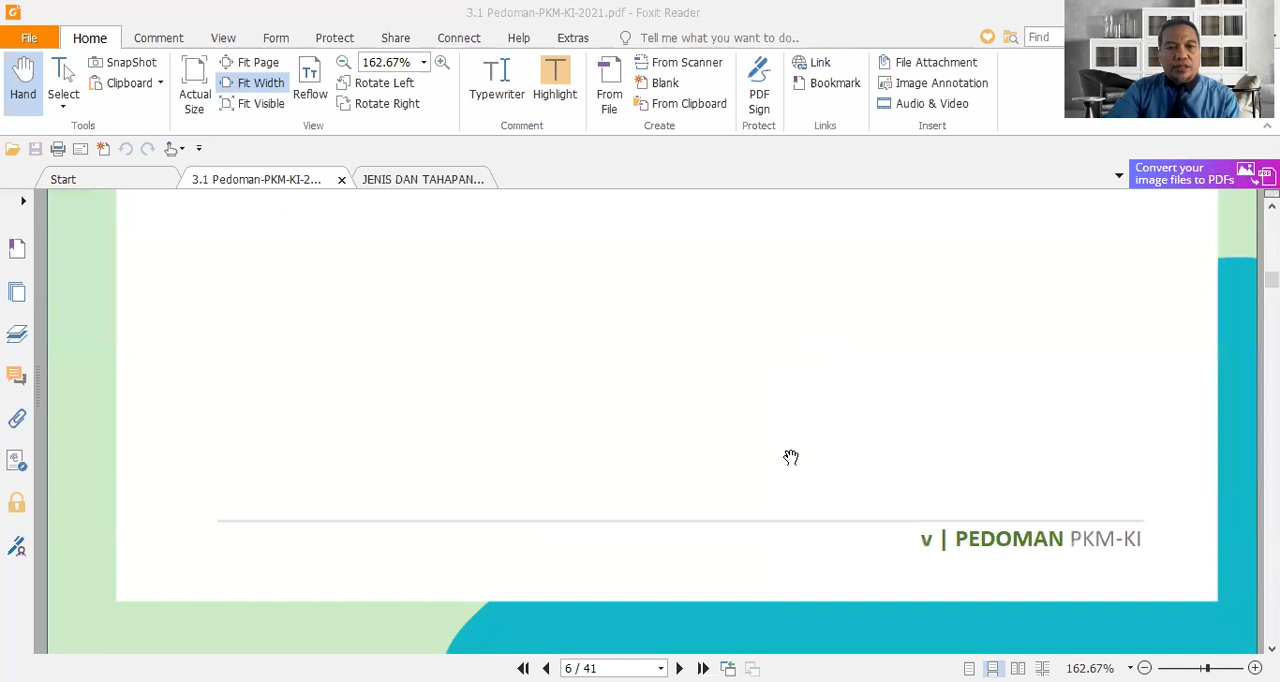 3.1 Pedoman-PKM-KI-2021.pdf - Foxit Reader
File Home Comment View Form Protect Share Connect Help Extras Tell me what you want to do.. Find
Hand
Select
SnapShot
Clipboard
Tools
Actual Size
Fit Page
Fit Width
Fit Visible
Reflow
162.67%
Rotate Left
Rotate Right
View
Typewriter
Highlight
Comment
From File
From Scanner
Blank
From Clipboard
Create
PDF Sign
Protect
Link
Bookmark
Links
File Attachment
Image Annotation
Audio & Video
Insert
Start
3.1 Pedoman-PKM-KI-2...
JENIS DAN TAHAPAN...
Convert your
image files to PDFs
v | PEDOMAN PKM-KI
6 / 41
162.67%